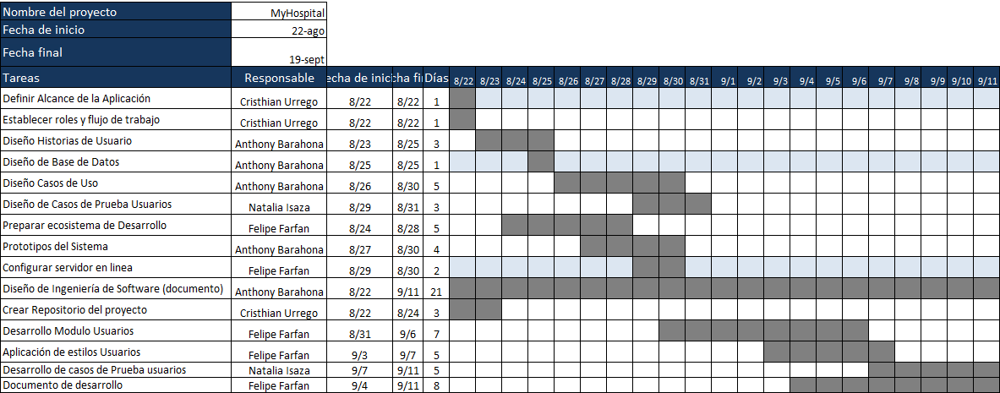 Nombre del proyecto MyHospital
Fecha de inicio 22-ago
Fecha final 19-sept
Tareas Responsable echa de inic cha fi Días 8/22 8/23 8/24 8/25 8/26 8/27 8/28 8/29 8/30 8/31 9/1 9/2 9/3 9/4 9/5 9/6 9/7 9/8 9/9 9/10 9/11
Definir Alcance de la Aplicación Cristhian Urrego 8/22 8/22 1
Establecer roles y flujo de trabajo Cristhian Urrego 8/22 8/22 1
Diseño Historias de Usuario Anthony Barahona 8/23 8/25 3
Diseño de Base de Datos Anthony Barahona 8/25 8/25 1
Diseño Casos de Uso Anthony Barahona 8/26 8/30 5
Diseño de Casos de Prueba Usuarios Natalia Isaza 8/29 8/31 3
Preparar ecosistema de Desarrollo Felipe Farfan 8/24 8/28 5
Prototipos del Sistema Anthony Barahona 8/27 8/30 4
Configurar servidor en linea Felipe Farfan 8/29 8/30 2
Diseño de Ingeniería de Software (documento) Anthony Barahona 8/22 9/11 21
Crear Repositorio del proyecto Cristhian Urrego 8/22 8/24 3
Desarrollo Modulo Usuarios Felipe Farfan 8/31 9/6 7
Aplicación de estilos Usuarios Felipe Farfan 9/3 9/7 5
Desarrollo de casos de Prueba usuarios Natalia Isaza 9/7 9/11 5
Documento de desarrollo Felipe Farfan 9/4 9/11 8